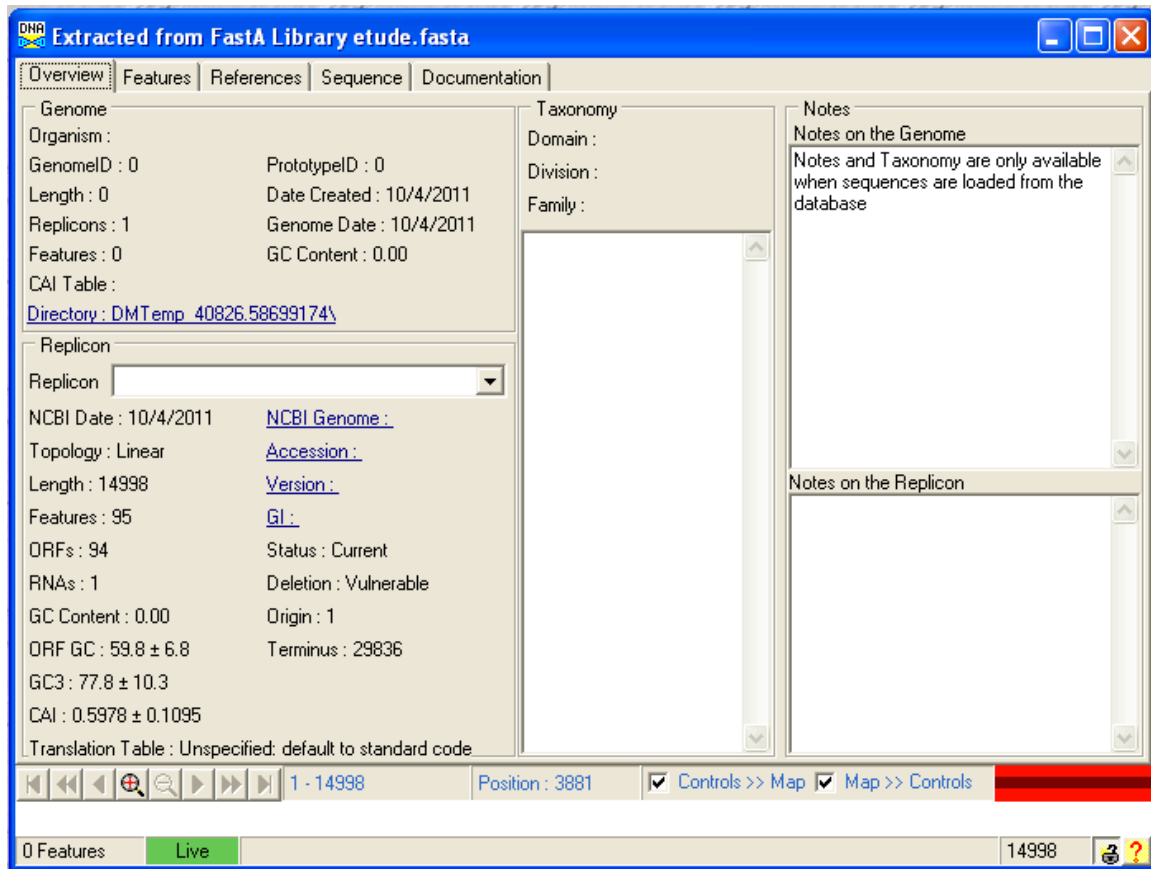 DNA Extracted from FastA Library etude.fasta
Overview Features References Sequence Documentation
Genome
Organism :
GenomeID : 0 PrototypeID : 0
Length : 0 Date Created : 10/4/2011
Replicons : 1 Genome Date : 10/4/2011
Features : 0 GC Content : 0.00
CAI Table :
Directory : DMTemp_40826.58699174\
Replicon
Replicon
NCBI Date : 10/4/2011 NCBI Genome :
Topology : Linear Accession :
Length : 14998 Version :
Features : 95 GI :
ORFs : 94 Status : Current
RNAs : 1 Deletion : Vulnerable
GC Content : 0.00 Origin : 1
ORF GC : 59.8 ± 6.8 Terminus : 29836
GC3 : 77.8 ± 10.3
CAI : 0.5978 ± 0.1095
Translation Table : Unspecified: default to standard code
Taxonomy
Domain :
Division :
Family :
Notes
Notes on the Genome
Notes and Taxonomy are only available
when sequences are loaded from the
database
Notes on the Replicon
1 - 14998 Position : 3881 Controls >> Map Map >> Controls
0 Features Live 14998 ?